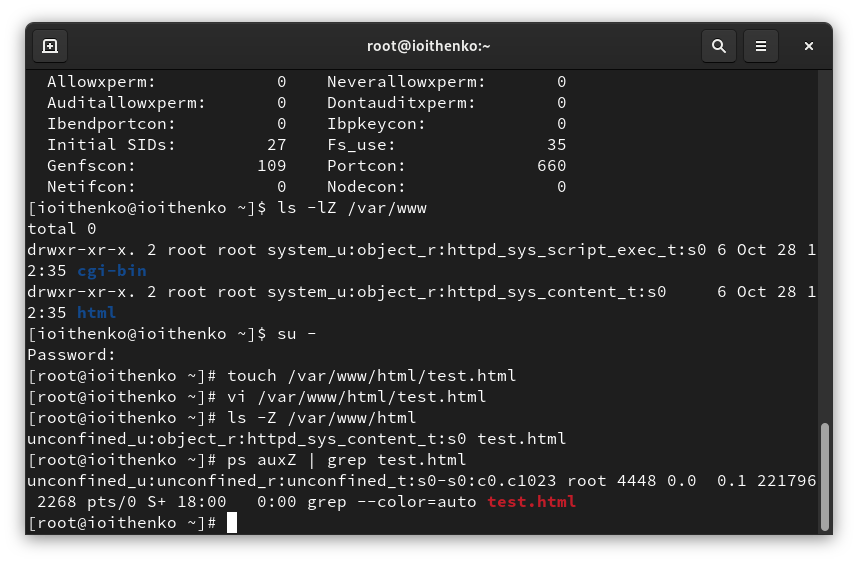 root@ioithenko:~
  Allowxperm:            0    Neverallowxperm:       0
  Auditallowxperm:       0    Dontauditxperm:        0
  Ibendportcon:          0    Ibpkeycon:             0
  Initial SIDs:         27    Fs_use:               35
  Genfscon:            109    Portcon:             660
  Netifcon:              0    Nodecon:               0
[ioithenko@ioithenko ~]$ ls -lZ /var/www
total 0
drwxr-xr-x. 2 root root system_u:object_r:httpd_sys_script_exec_t:s0 6 Oct 28 1
2:35 cgi-bin
drwxr-xr-x. 2 root root system_u:object_r:httpd_sys_content_t:s0     6 Oct 28 1
2:35 html
[ioithenko@ioithenko ~]$ su -
Password:
[root@ioithenko ~]# touch /var/www/html/test.html
[root@ioithenko ~]# vi /var/www/html/test.html
[root@ioithenko ~]# ls -Z /var/www/html
unconfined_u:object_r:httpd_sys_content_t:s0 test.html
[root@ioithenko ~]# ps auxZ | grep test.html
unconfined_u:unconfined_r:unconfined_t:s0-s0:c0.c1023 root 4448 0.0  0.1 221796
 2268 pts/0 S+ 18:00   0:00 grep --color=auto test.html
[root@ioithenko ~]#